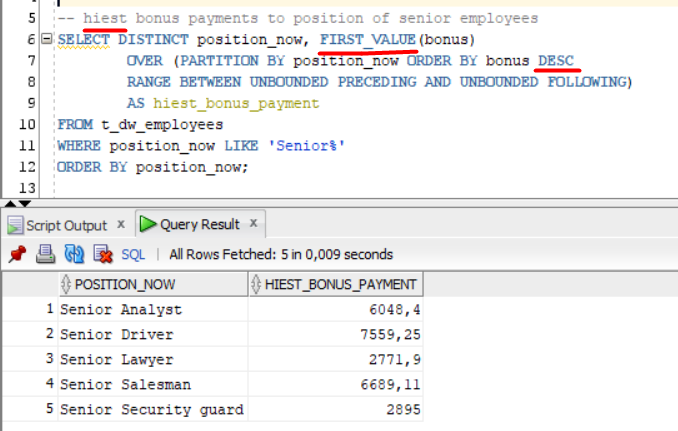 5 -- hiest bonus payments to position of senior employees
6 SELECT DISTINCT position_now, FIRST_VALUE(bonus)
7 OVER (PARTITION BY position_now ORDER BY bonus DESC
8 RANGE BETWEEN UNBOUNDED PRECEDING AND UNBOUNDED FOLLOWING)
9 AS hiest_bonus_payment
10 FROM t_dw_employees
11 WHERE position_now LIKE 'Senior%'
12 ORDER BY position_now;
13
Script Output x Query Result x
SQL | All Rows Fetched: 5 in 0,009 seconds
POSITION_NOW HIEST_BONUS_PAYMENT
1 Senior Analyst 6048,4
2 Senior Driver 7559,25
3 Senior Lawyer 2771,9
4 Senior Salesman 6689,11
5 Senior Security guard 2895